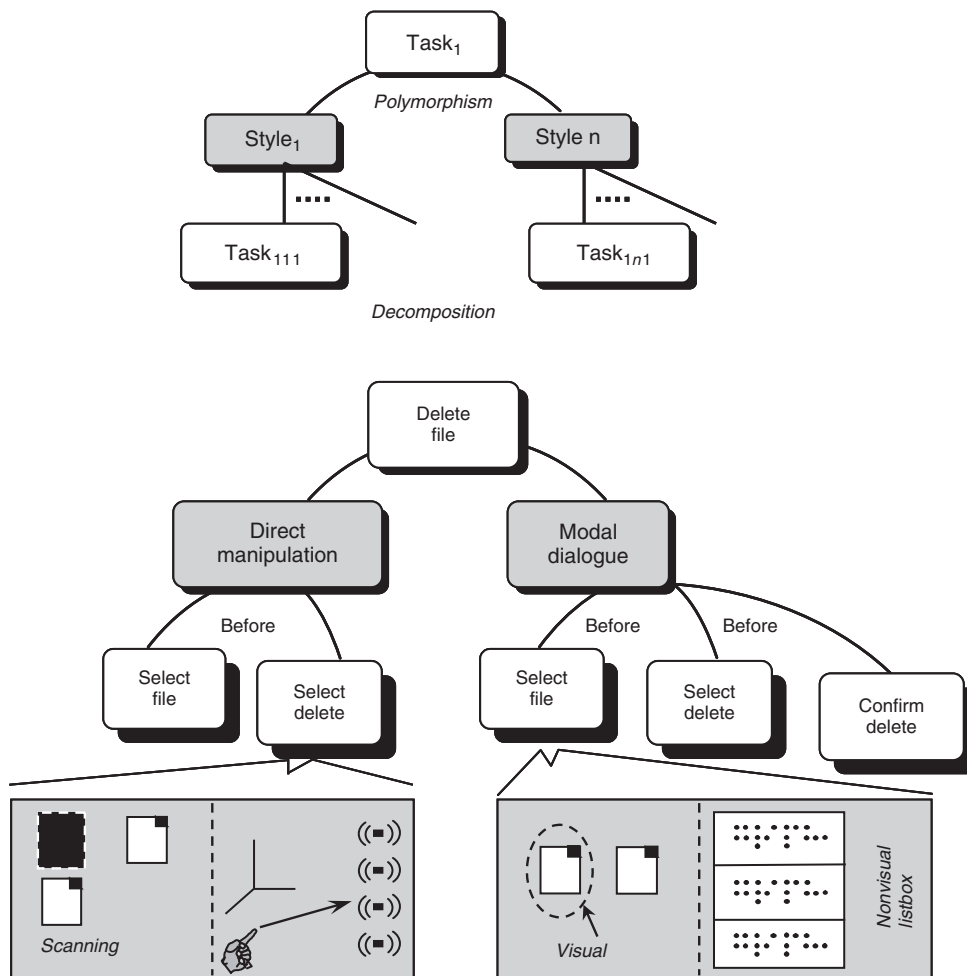 Task₁
Polymorphism
Style₁
Style n
Task₁₁₁
Task₁ₙ₁
Decomposition
Delete
file
Direct
manipulation
Modal
dialogue
Before
Before
Before
Select
file
Select
delete
Select
file
Select
delete
Confirm
delete
Scanning
Visual
Nonvisual
listbox